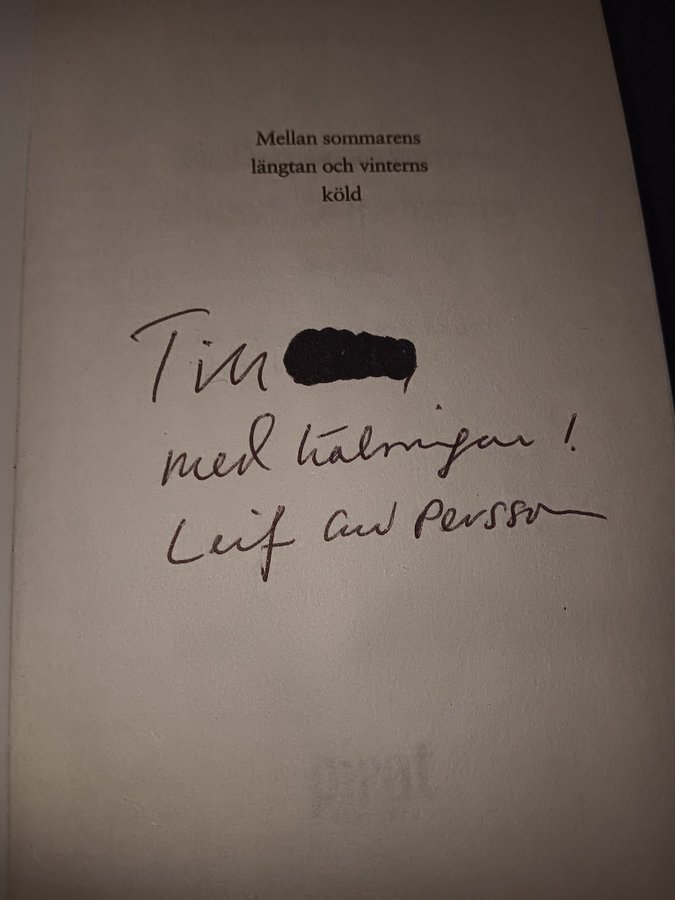 Mellan sommarens
längtan och vinterns
köld
Till
med hälsningar!
Leif GW Persson